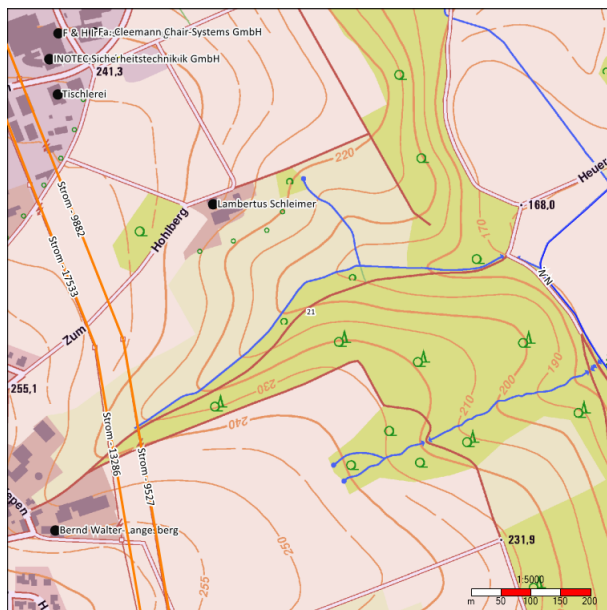 F & H Fa. Cleemann Chair-Systems GmbH
INOTEC Sicherheitstechnik GmbH
241,3
Tischlerei
220
Heuer
Strom - 9882
Lambertus Schleimer
168,0
Hohlberg
170
Strom - 17533
N/N
21
Zum
190
200
230
210
255,1
240
Strom - 13286
Strom - 9527
epen
Bernd Walter Langesberg
250
231,9
255
H
1:5000
m 50 100 150 200